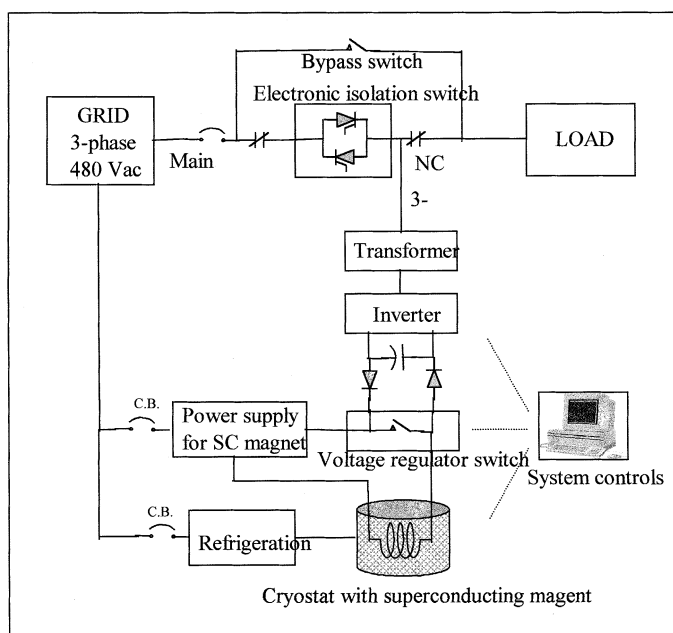 Bypass switch
Electronic isolation switch
GRID
3-phase
480 Vac
Main
NC
LOAD
3-
Transformer
Inverter
C.B.
Power supply
for SC magnet
Voltage regulator switch
System controls
C.B.
Refrigeration
Cryostat with superconducting magent